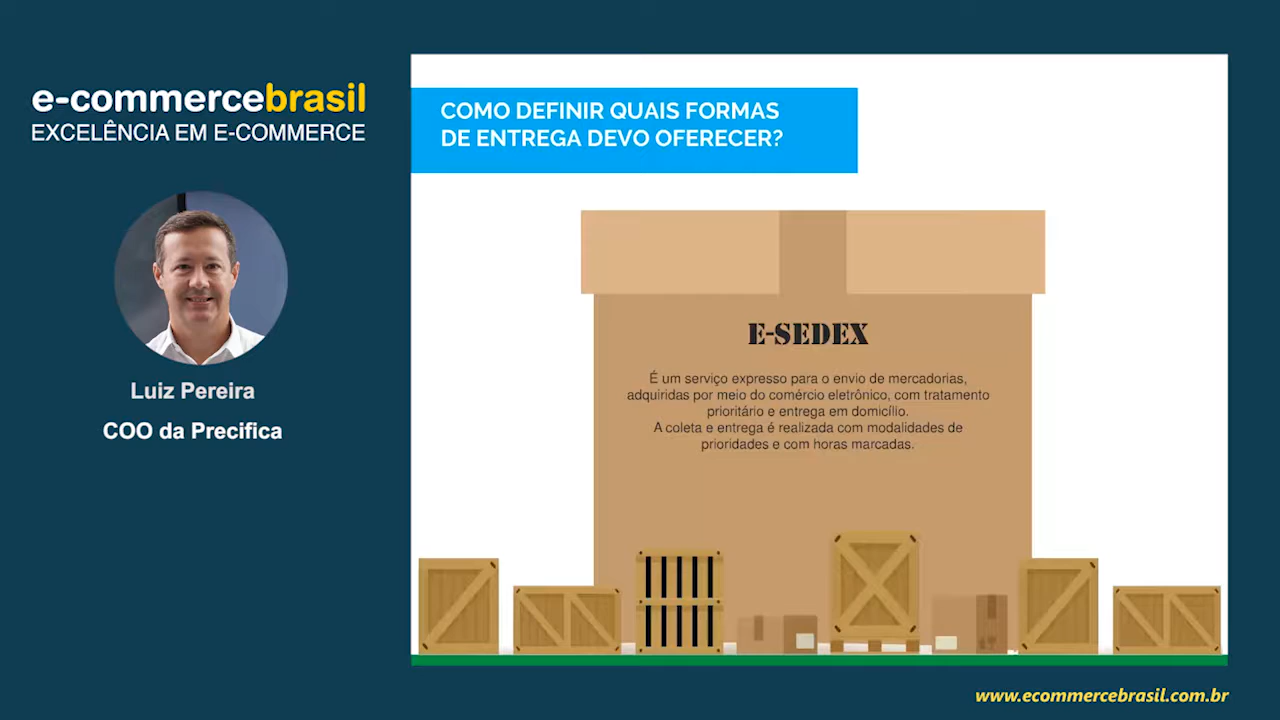 e-commercebrasil
EXCELÊNCIA EM E-COMMERCE
Luiz Pereira
COO da Precifica
COMO DEFINIR QUAIS FORMAS
DE ENTREGA DEVO OFERECER?
E-SEDEX
É um serviço expresso para o envio de mercadorias,
adquiridas por meio do comércio eletrônico, com tratamento
prioritário e entrega em domicílio.
A coleta e entrega é realizada com modalidades de
prioridades e com horas marcadas.
www.ecommercebrasil.com.br